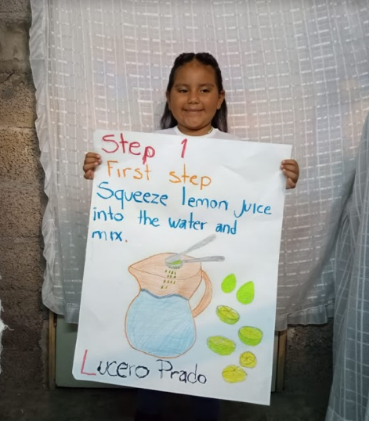 Step 1
First step
Squeeze lemon juice
into the water and
mix.
Lucero Prado